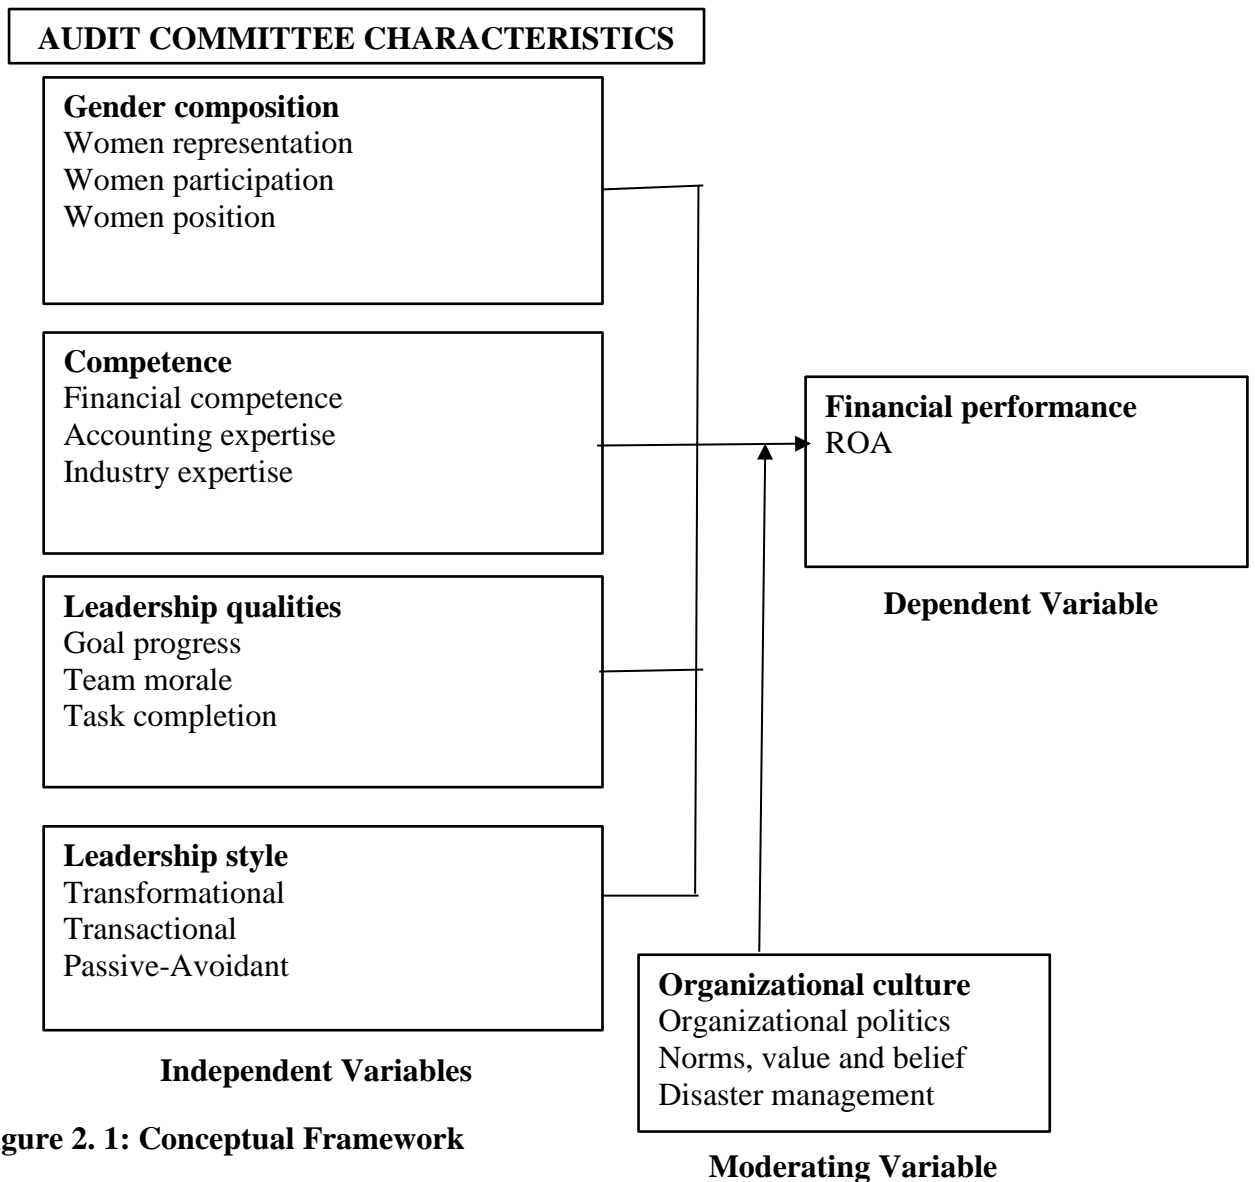 AUDIT COMMITTEE CHARACTERISTICS
Gender composition
Women representation
Women participation
Women position
Competence
Financial competence
Accounting expertise
Industry expertise
Financial performance
ROA
Dependent Variable
Leadership qualities
Goal progress
Team morale
Task completion
Leadership style
Transformational
Transactional
Passive-Avoidant
Independent Variables
Organizational culture
Organizational politics
Norms, value and belief
Disaster management
Moderating Variable
gure 2. 1: Conceptual Framework